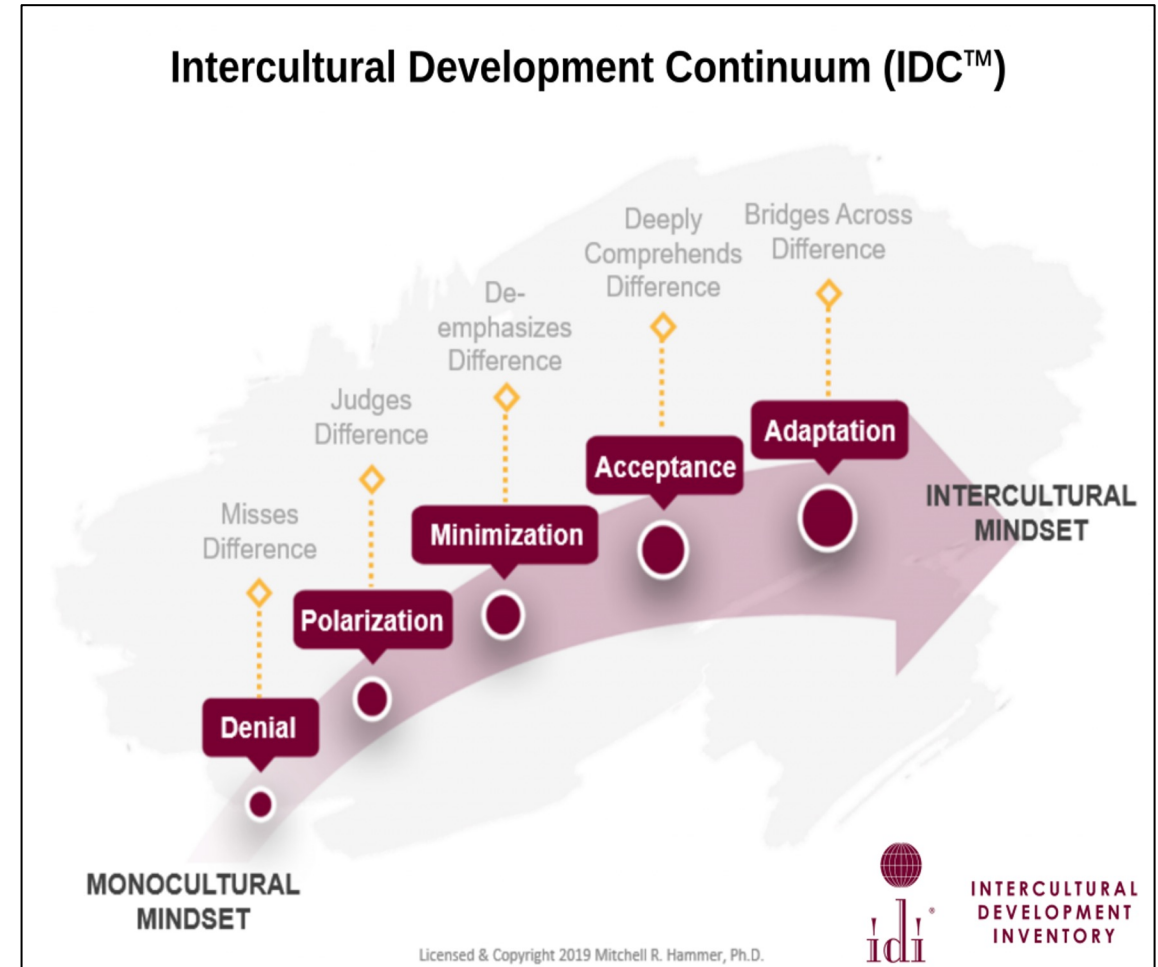 Intercultural Development Continuum (IDC™)
Misses
Difference
Judges
Difference
De-
emphasizes
Difference
Deeply
Comprehends
Difference
Bridges Across
Difference
Denial
Polarization
Minimization
Acceptance
Adaptation
MONOCULTURAL
MINDSET
INTERCULTURAL
MINDSET
idi®
INTERCULTURAL
DEVELOPMENT
INVENTORY
Licensed & Copyright 2019 Mitchell R. Hammer, Ph.D.